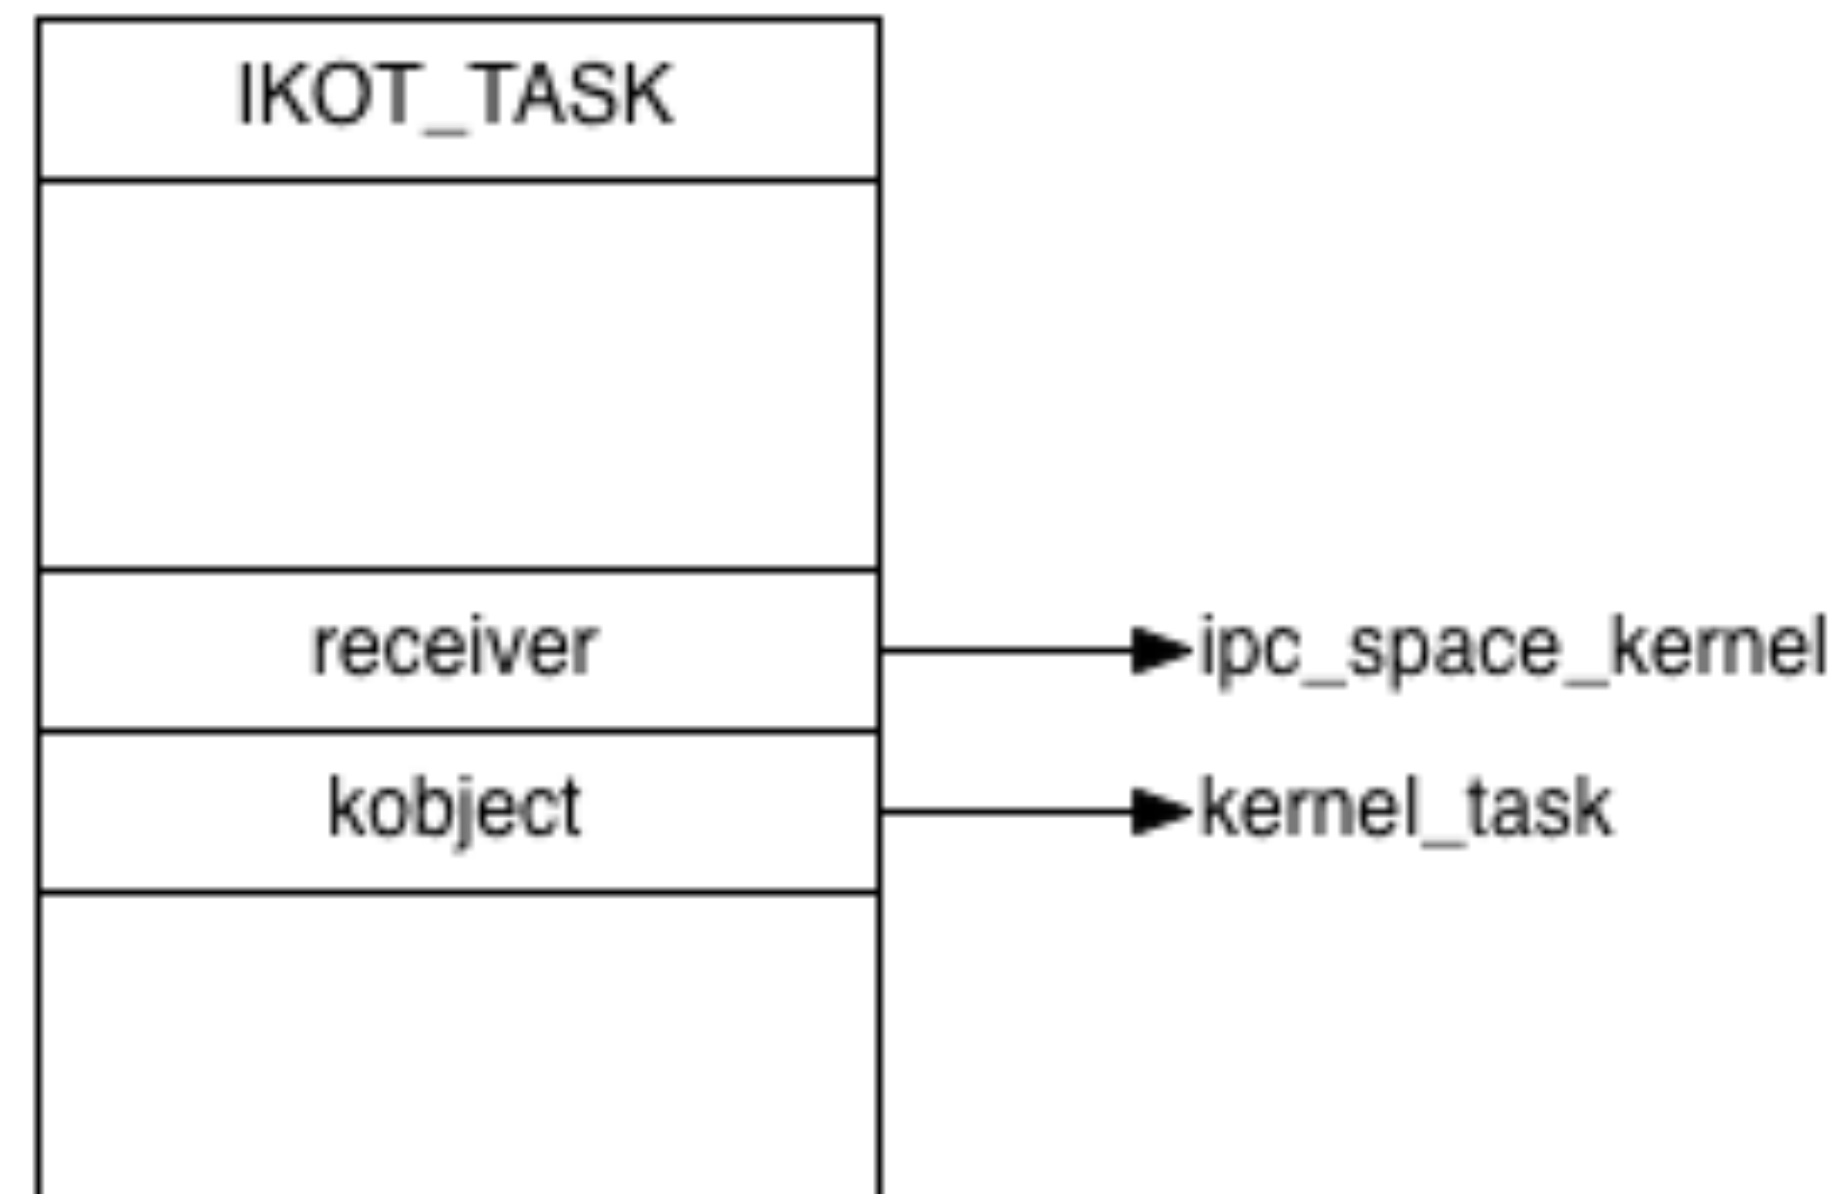 IKOT_TASK
receiver
ipc_space_kernel
kobject
kernel_task